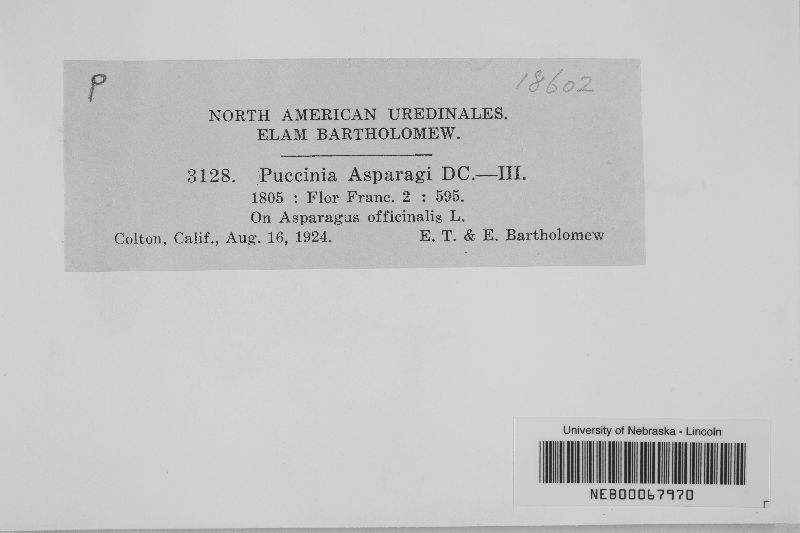 P
18602
NORTH AMERICAN UREDINALES.
ELAM BARTHOLOMEW.
3128. Puccinia Asparagi DC.—III.
1805 : Flor Franc. 2 : 595.
On Asparagus officinalis L.
Colton, Calif., Aug. 16, 1924. E. T. & E. Bartholomew
University of Nebraska - Lincoln
NEB00067970